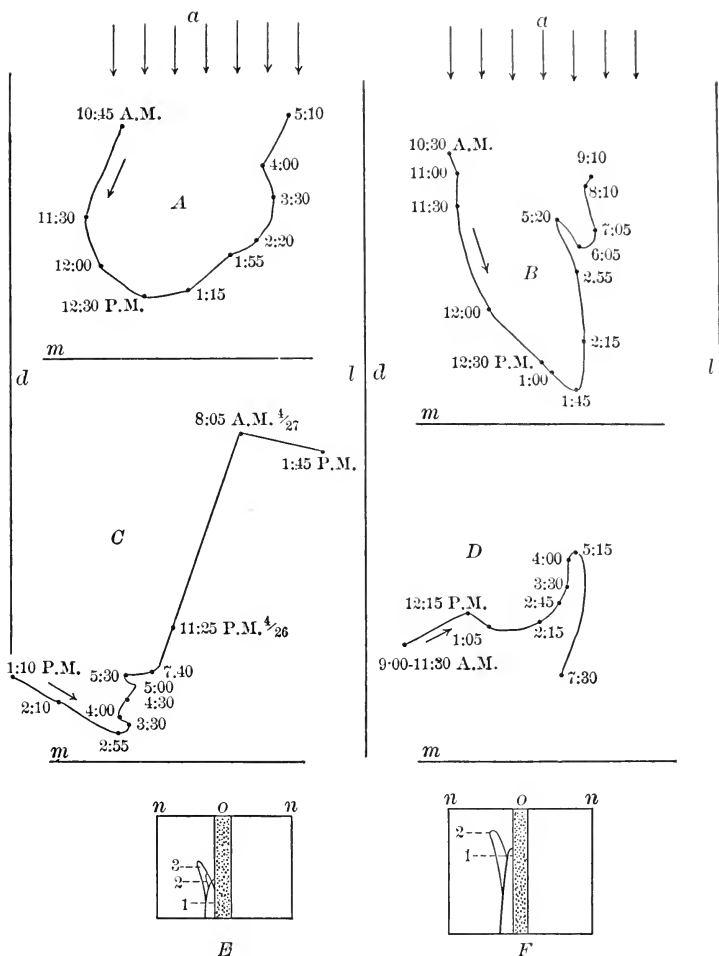 a
a
10:45 A.M.
5:10
4:00
3:30
A
11:30
2:20
12:00
1:55
12:30 P.M.
1:15
m
d
l
10:30 A.M.
11:00
11:30
9:10
8:10
5:20
7:05
6:05
B
2.55
12:00
2:15
12:30 P.M.
1:00
1:45
d
l
m
8:05 A.M. 4/27
1:45 P.M.
C
11:25 P.M. 4/26
1:10 P.M.
5:30
7.40
5:00
4:30
2:10
4:00
3:30
2:55
m
D
5:15
4:00
3:30
12:15 P.M.
2:45
1:05
2:15
9:00-11:30 A.M.
7:30
m
n o n
3
2
1
E
n o n
2
1
F